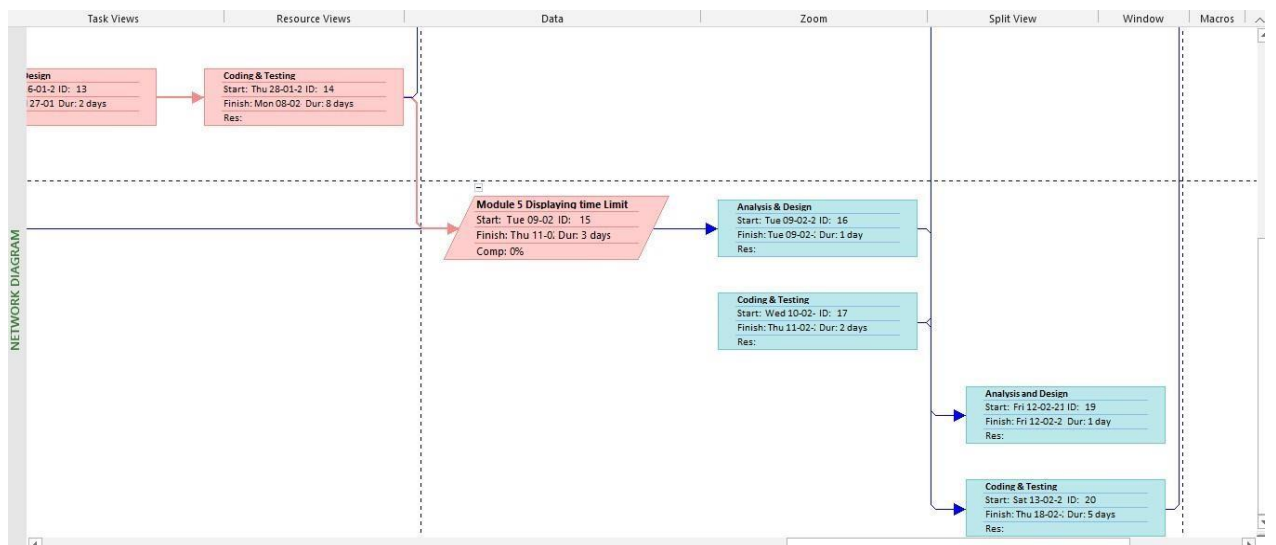 Task Views Resource Views Data Zoom Split View Window Macros
NETWORK DIAGRAM
Design
6-01-2 ID: 13
27-01 Dur: 2 days
Coding & Testing
Start: Thu 28-01-2 ID: 14
Finish: Mon 08-02 Dur: 8 days
Res:
Module 5 Displaying time Limit
Start: Tue 09-02 ID: 15
Finish: Thu 11-0 Dur: 3 days
Comp: 0%
Analysis & Design
Start: Tue 09-02-2 ID: 16
Finish: Tue 09-02- Dur: 1 day
Res:
Coding & Testing
Start: Wed 10-02- ID: 17
Finish: Thu 11-02- Dur: 2 days
Res:
Analysis and Design
Start: Fri 12-02-21 ID: 19
Finish: Fri 12-02-2 Dur: 1 day
Res:
Coding & Testing
Start: Sat 13-02-2 ID: 20
Finish: Thu 18-02- Dur: 5 days
Res: